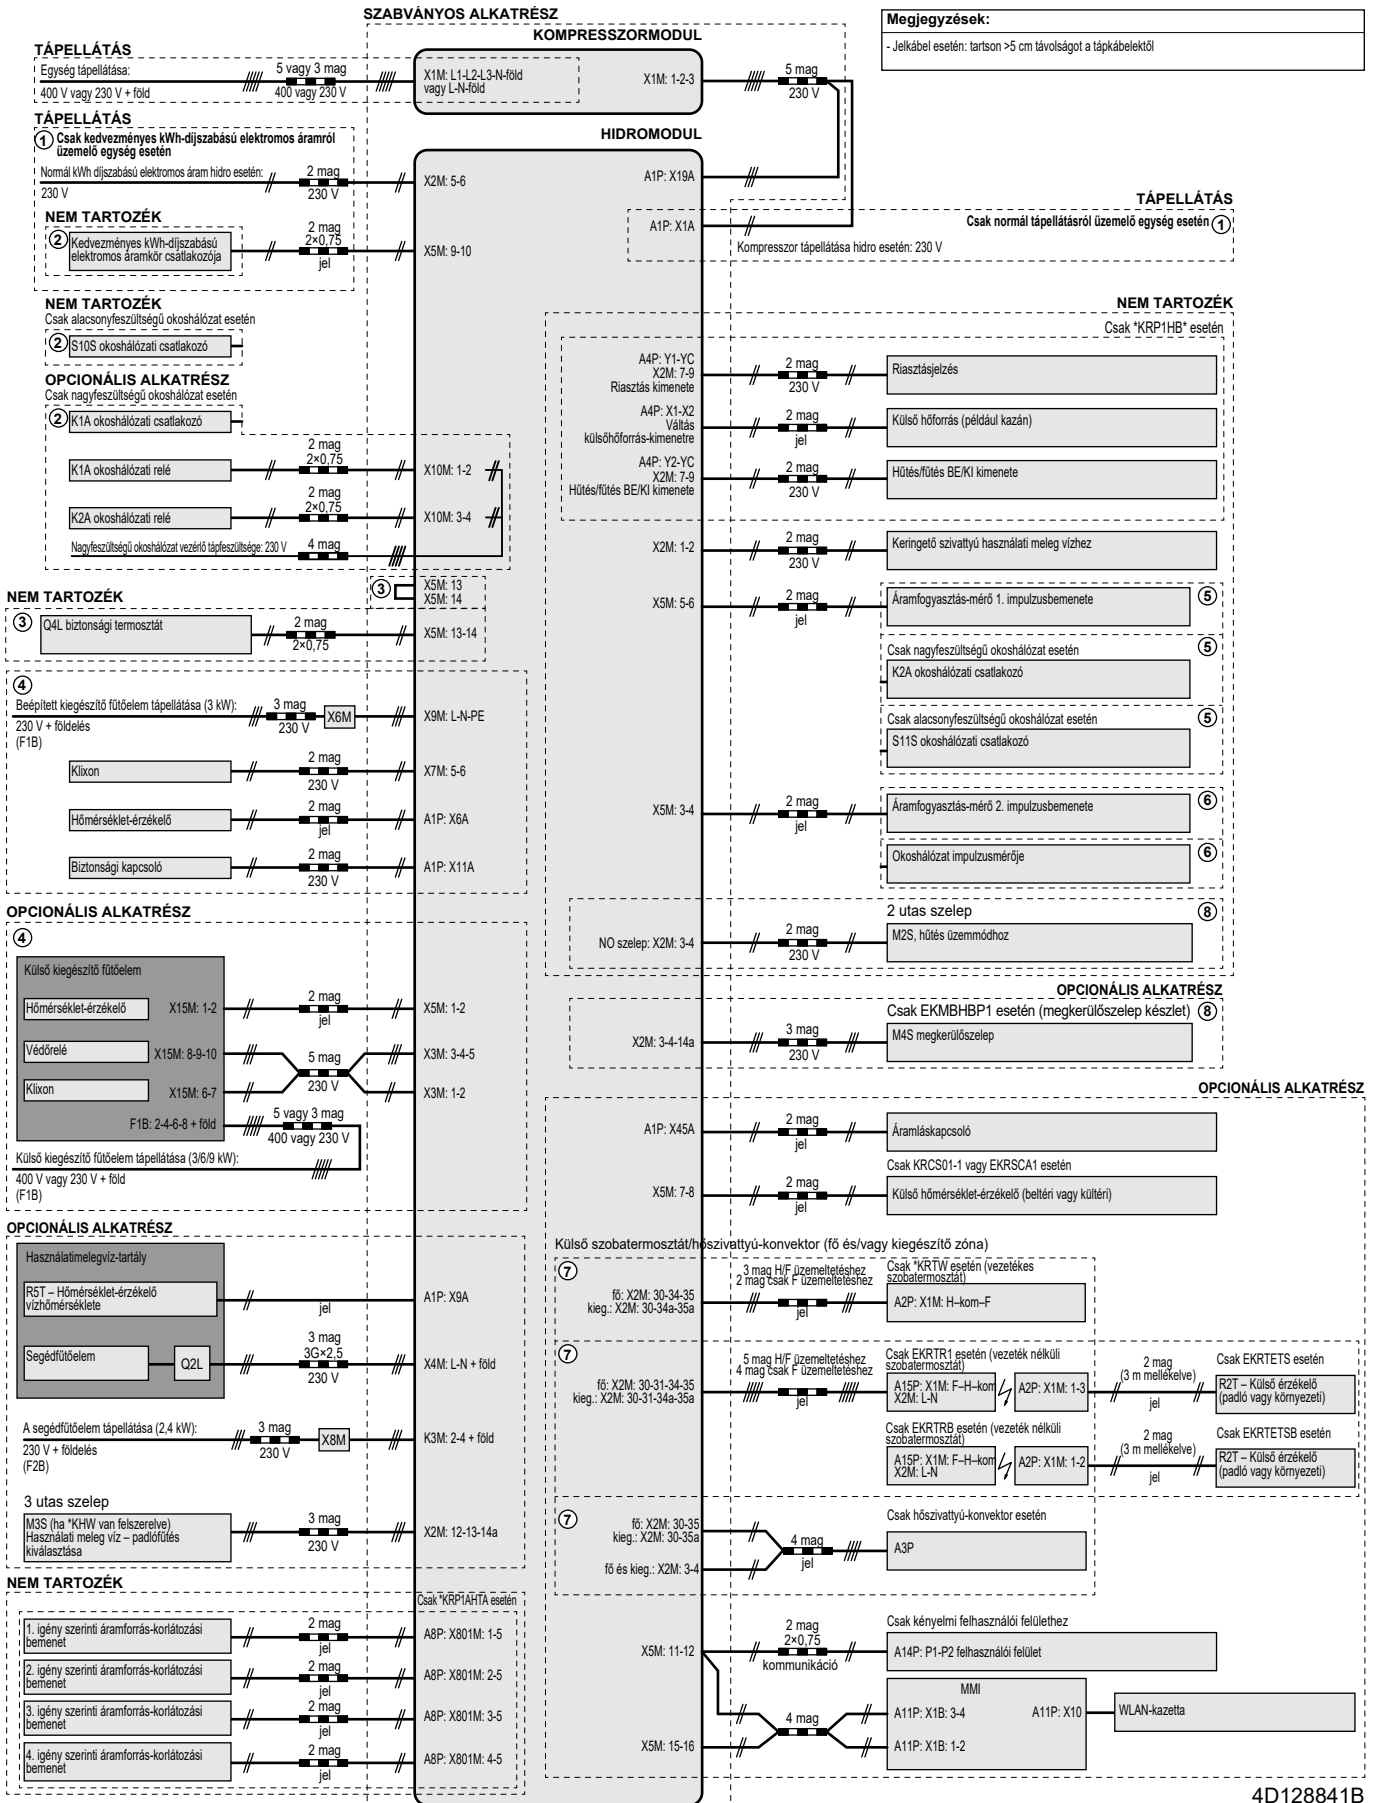 SZABVÁNYOS ALKATRÉSZ
KOMPRESSZORMODUL
Megjegyzések:
- Jelkábel esetén: tartson >5 cm távolságot a tápkábelektől
TÁPELLÁTÁS
Egység tápellátása:
400 V vagy 230 V + föld
5 vagy 3 mag
400 vagy 230 V
X1M: L1-L2-L3-N-föld
vagy L-N-föld
X1M: 1-2-3
5 mag
230 V
TÁPELLÁTÁS
1 Csak kedvezményes kWh-díjszabású elektromos áramról
üzemelő egység esetén
HIDROMODUL
Normál kWh díjszabású elektromos áram hidro esetén:
230 V
2 mag
230 V
X2M: 5-6
A1P: X19A
NEM TARTOZÉK
2 Kedvezményes kWh-díjszabású
elektromos áramkör csatlakozója
2 mag
2×0,75
jel
X5M: 9-10
TÁPELLÁTÁS
A1P: X1A
Csak normál tápellátásról üzemelő egység esetén 1
Kompresszor tápellátása hidro esetén: 230 V
NEM TARTOZÉK
Csak alacsonyfeszültségű okoshálózat esetén
2 S10S okoshálózati csatlakozó
OPCIONÁLIS ALKATRÉSZ
Csak nagyfeszültségű okoshálózat esetén
2 K1A okoshálózati csatlakozó
K1A okoshálózati relé
2 mag
2×0,75
X10M: 1-2
K2A okoshálózati relé
2 mag
2×0,75
X10M: 3-4
Nagyfeszültségű okoshálózat vezérlő tápfeszültsége: 230 V
4 mag
NEM TARTOZÉK
Csak *KRP1HB* esetén
A4P: Y1-YC
X2M: 7-9
Riasztás kimenete
2 mag
230 V
Riasztásjelzés
A4P: X1-X2
Váltás
külsőhőforrás-kimenetre
2 mag
jel
Külső hőforrás (például kazán)
A4P: Y2-YC
X2M: 7-9
Hűtés/fűtés BE/KI kimenete
2 mag
230 V
Hűtés/fűtés BE/KI kimenete
X2M: 1-2
2 mag
230 V
Keringető szivattyú használati meleg vízhez
NEM TARTOZÉK
3
X5M: 13
X5M: 14
3 Q4L biztonsági termosztát
2 mag
2×0,75
X5M: 13-14
X5M: 5-6
2 mag
jel
Áramfogyasztás-mérő 1. impulzusbemenete 5
Csak nagyfeszültségű okoshálózat esetén 5
K2A okoshálózati csatlakozó
Csak alacsonyfeszültségű okoshálózat esetén 5
S11S okoshálózati csatlakozó
X5M: 3-4
2 mag
jel
Áramfogyasztás-mérő 2. impulzusbemenete 6
Okoshálózat impulzusmérője 6
4
Beépített kiegészítő fűtőelem tápellátása (3 kW):
230 V + földelés
(F1B)
3 mag
230 V
X6M
X9M: L-N-PE
Klixon
2 mag
230 V
X7M: 5-6
Hőmérséklet-érzékelő
2 mag
jel
A1P: X6A
Biztonsági kapcsoló
2 mag
230 V
A1P: X11A
2 utas szelep 8
NO szelep: X2M: 3-4
2 mag
230 V
M2S, hűtés üzemmódhoz
OPCIONÁLIS ALKATRÉSZ
Csak EKMBHBP1 esetén (megkerülőszelep készlet) 8
X2M: 3-4-14a
3 mag
230 V
M4S megkerülőszelep
OPCIONÁLIS ALKATRÉSZ
4
Külső kiegészítő fűtőelem
Hőmérséklet-érzékelő
X15M: 1-2
2 mag
jel
X5M: 1-2
Védőrelé
X15M: 8-9-10
5 mag
230 V
X3M: 3-4-5
Klixon
X15M: 6-7
X3M: 1-2
F1B: 2-4-6-8 + föld
5 vagy 3 mag
400 vagy 230 V
Külső kiegészítő fűtőelem tápellátása (3/6/9 kW):
400 V vagy 230 V + föld
(F1B)
OPCIONÁLIS ALKATRÉSZ
A1P: X45A
2 mag
jel
Áramláskapcsoló
Csak KRCS01-1 vagy EKRSCA1 esetén
X5M: 7-8
2 mag
jel
Külső hőmérséklet-érzékelő (beltéri vagy kültéri)
Külső szobatermosztát/hőszivattyú-konvektor (fő és/vagy kiegészítő zóna)
7
fő: X2M: 30-34-35
kieg.: X2M: 30-34a-35a
3 mag H/F üzemeltetéshez
2 mag csak F üzemeltetéshez
jel
Csak *KRTW esetén (vezetékes
szobatermosztát)
A2P: X1M: H–kom–F
7
fő: X2M: 30-31-34-35
kieg.: X2M: 30-31-34a-35a
5 mag H/F üzemeltetéshez
4 mag csak F üzemeltetéshez
jel
Csak EKRTR1 esetén (vezeték nélküli
szobatermosztát)
A15P: X1M: F–H–kom
X2M: L-N
A2P: X1M: 1-3
2 mag
(3 m mellékelve)
jel
Csak EKRTETS esetén
R2T – Külső érzékelő
(padló vagy környezeti)
Csak EKRTRB esetén (vezeték nélküli
szobatermosztát)
A15P: X1M: F–H–kom
X2M: L-N
A2P: X1M: 1-2
2 mag
(3 m mellékelve)
jel
Csak EKRTETSB esetén
R2T – Külső érzékelő
(padló vagy környezeti)
7
fő: X2M: 30-35
kieg.: X2M: 30-35a
fő és kieg.: X2M: 3-4
4 mag
jel
Csak hőszivattyú-konvektor esetén
A3P
OPCIONÁLIS ALKATRÉSZ
Használatimelegvíz-tartály
R5T – Hőmérséklet-érzékelő
vízhőmérséklete
jel
A1P: X9A
Segédfűtőelem
Q2L
3 mag
3G×2,5
230 V
X4M: L-N + föld
A segédfűtőelem tápellátása (2,4 kW):
230 V + földelés
(F2B)
3 mag
230 V
X8M
K3M: 2-4 + föld
3 utas szelep
M3S (ha *KHW van felszerelve)
Használati meleg víz – padlófűtés
kiválasztása
3 mag
230 V
X2M: 12-13-14a
NEM TARTOZÉK
Csak *KRP1AHTA esetén
1. igény szerinti áramforrás-korlátozási
bemenet
2 mag
jel
A8P: X801M: 1-5
2. igény szerinti áramforrás-korlátozási
bemenet
2 mag
jel
A8P: X801M: 2-5
3. igény szerinti áramforrás-korlátozási
bemenet
2 mag
jel
A8P: X801M: 3-5
4. igény szerinti áramforrás-korlátozási
bemenet
2 mag
jel
A8P: X801M: 4-5
X5M: 11-12
2 mag
2×0,75
kommunikáció
Csak kényelmi felhasználói felülethez
A14P: P1-P2 felhasználói felület
X5M: 15-16
4 mag
MMI
A11P: X1B: 3-4
A11P: X10
WLAN-kazetta
A11P: X1B: 1-2
4D128841B